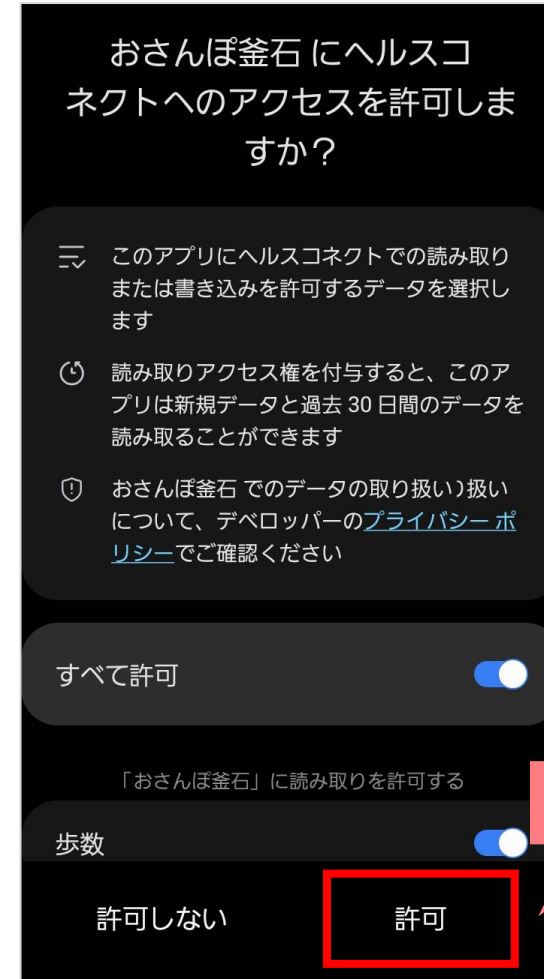 おさんぽ釜石 にヘルスコ
ネクトへのアクセスを許可しま
すか？
このアプリにヘルスコネクトでの読み取り
または書き込みを許可するデータを選択し
ます
読み取りアクセス権を付与すると、このア
プリは新規データと過去 30 日間のデータを
読み取ることができます
おさんぽ釜石 でのデータの取り扱い)扱い
について、デベロッパーのプライバシー ポ
リシーでご確認ください
すべて許可
「おさんぽ釜石」に読み取りを許可する
歩数
許可しない
許可